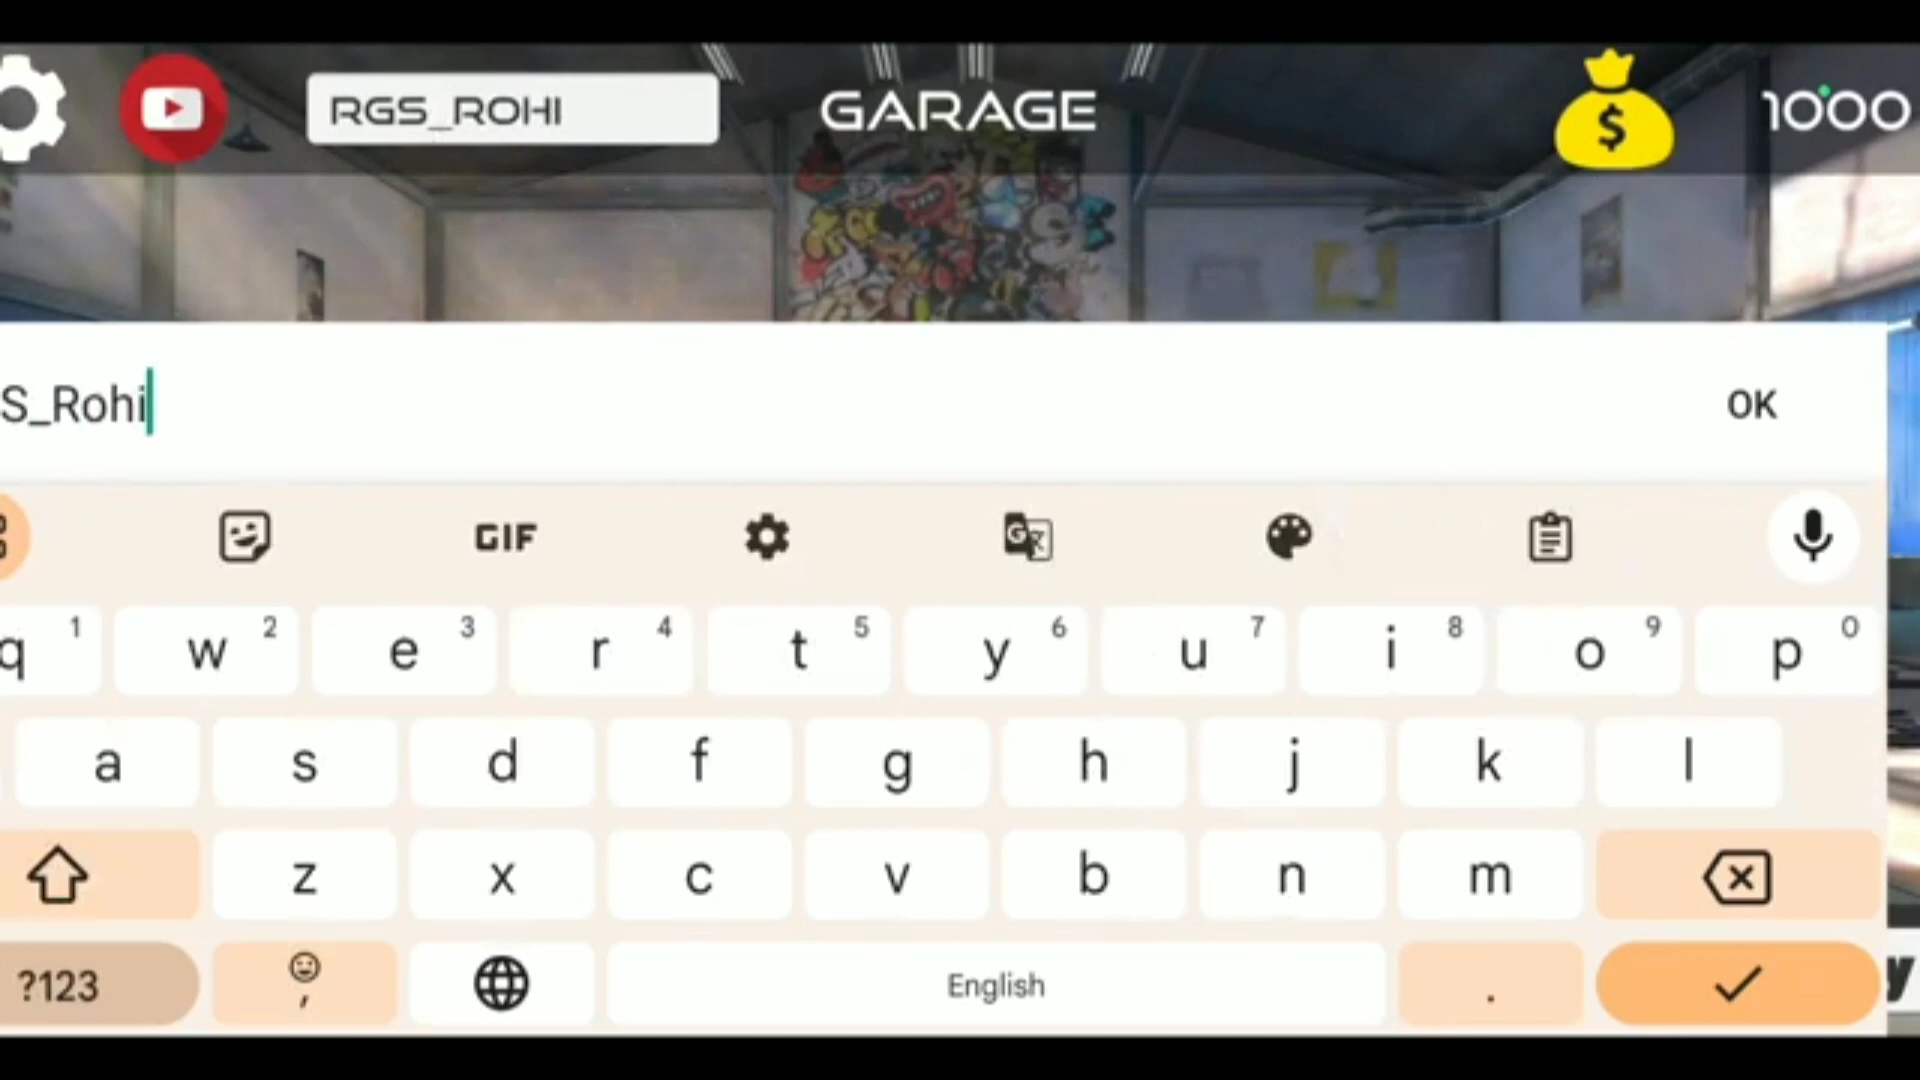 RGS_ROHI
GARAGE
$
1000
S_Rohi
OK
GIF
G
q 1 w 2 e 3 r 4 t 5 y 6 u 7 i 8 o 9 p 0
a s d f g h j k l
z x c v b n m
?123 , English .
y